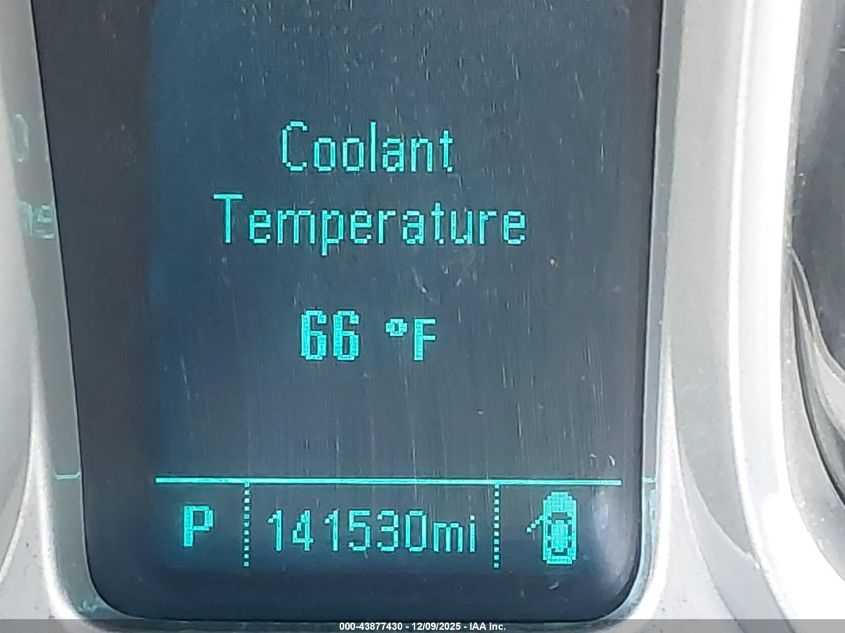 Coolant
Temperature
66 °F
P 141530mi
000-43877430 - 12/09/2025 - IAA Inc.